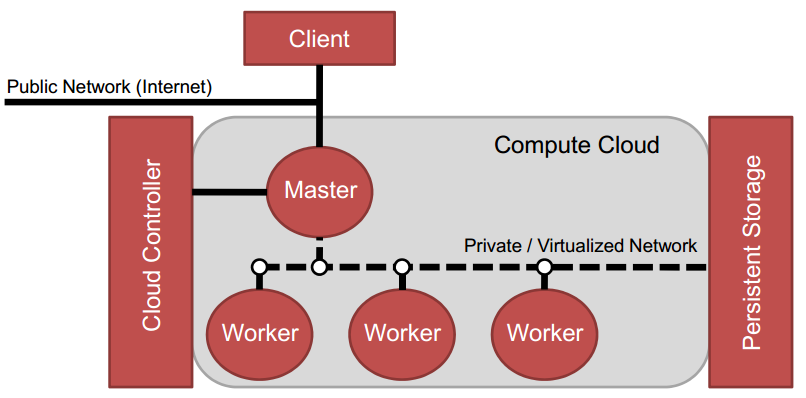 Client
Public Network (Internet)
Compute Cloud
Cloud Controller
Master
Persistent Storage
Private / Virtualized Network
Worker
Worker
Worker